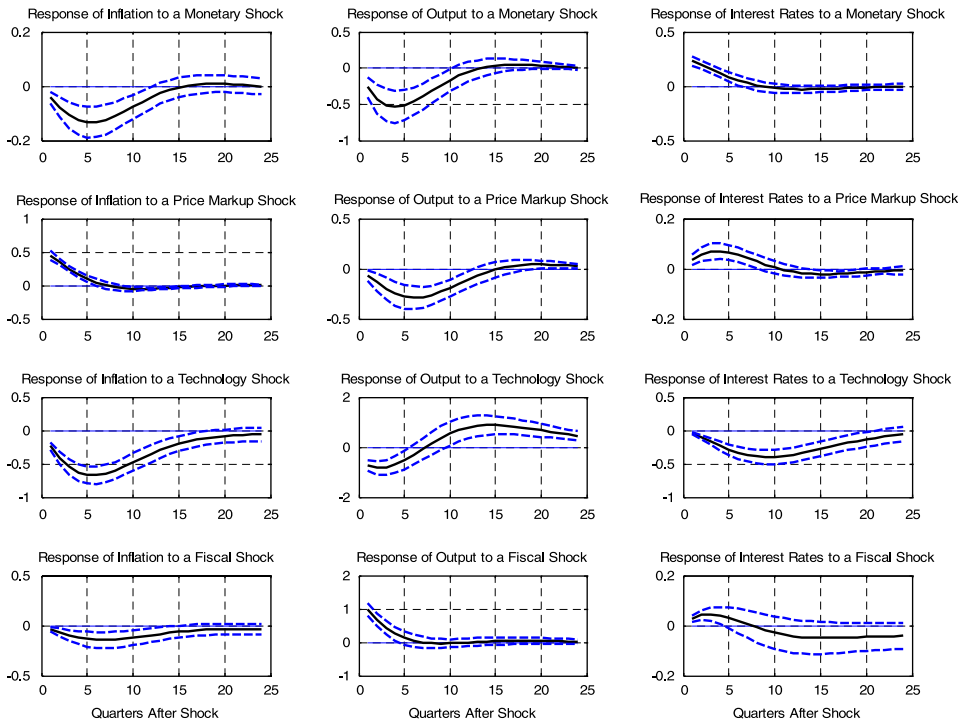 Response of Inflation to a Monetary Shock
Response of Output to a Monetary Shock
Response of Interest Rates to a Monetary Shock
0.2
0
-0.2
0 5 10 15 20 25
0.5
0
-0.5
-1
0 5 10 15 20 25
0.5
0
-0.5
0 5 10 15 20 25
Response of Inflation to a Price Markup Shock
Response of Output to a Price Markup Shock
Response of Interest Rates to a Price Markup Shock
1
0.5
0
-0.5
0 5 10 15 20 25
0.5
0
-0.5
0 5 10 15 20 25
0.2
0
-0.2
0 5 10 15 20 25
Response of Inflation to a Technology Shock
Response of Output to a Technology Shock
Response of Interest Rates to a Technology Shock
0
-0.5
-1
0 5 10 15 20 25
2
0
-2
0 5 10 15 20 25
0
-0.5
-1
0 5 10 15 20 25
Response of Inflation to a Fiscal Shock
Response of Output to a Fiscal Shock
Response of Interest Rates to a Fiscal Shock
0.5
0
-0.5
0 5 10 15 20 25
2
1
0
-1
0 5 10 15 20 25
0.2
0
-0.2
0 5 10 15 20 25
Quarters After Shock
Quarters After Shock
Quarters After Shock